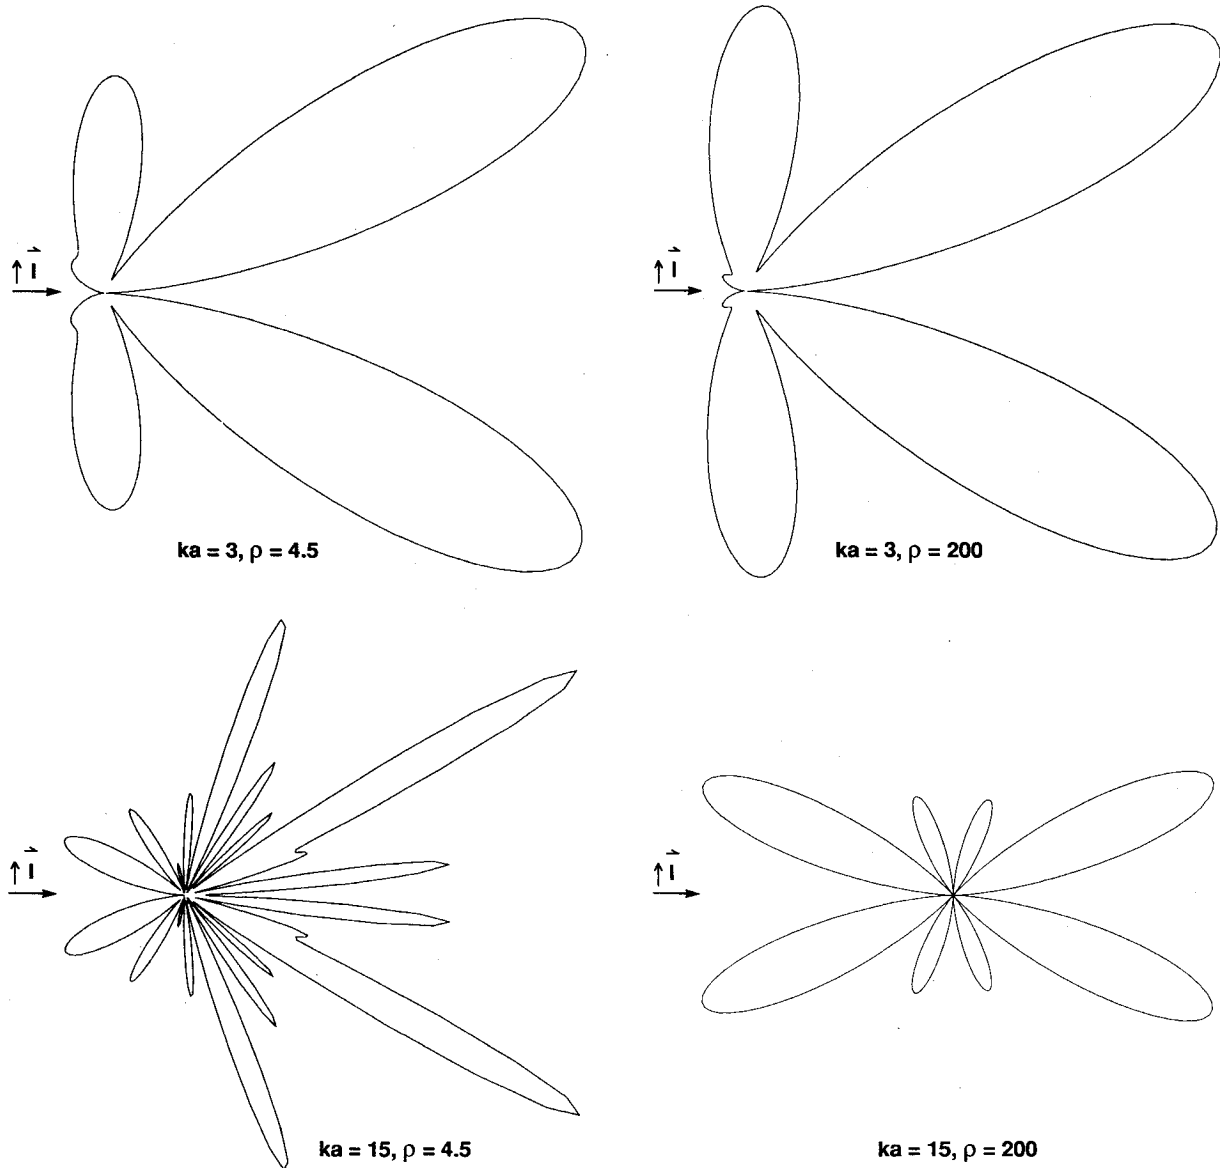 I
I
ka = 3, ρ = 4.5
ka = 3, ρ = 200
I
I
ka = 15, ρ = 4.5
ka = 15, ρ = 200